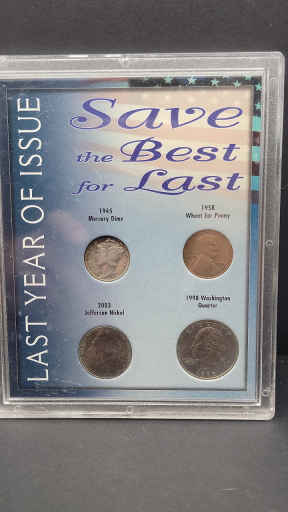 LAST YEAR OF ISSUE
Save
the Best
for Last
1945
Mercury Dime
1958
Wheat Ear Penny
2003
Jefferson Nickel
1998 Washington
Quarter